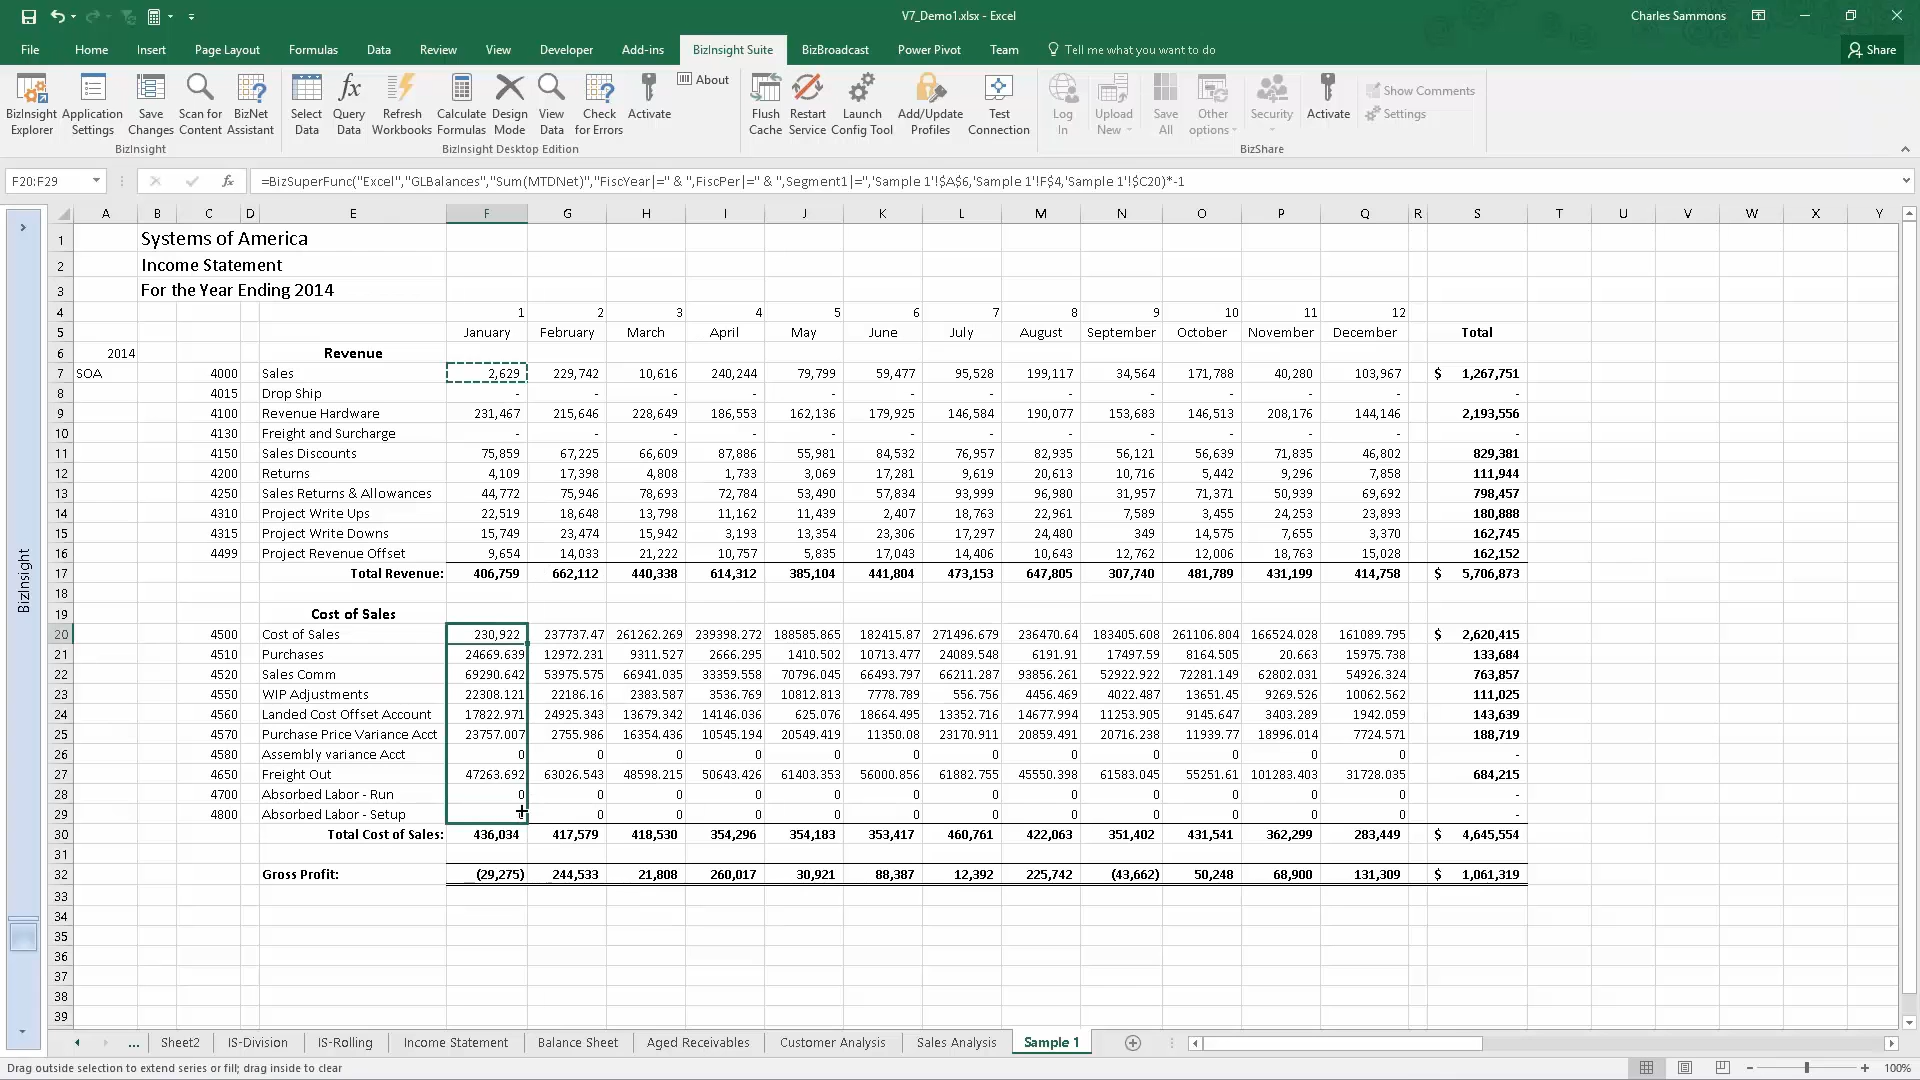 V7_Demo1.xlsx - Excel
Charles Sammons
File Home Insert Page Layout Formulas Data Review View Developer Add-ins BizInsight Suite BizBroadcast Power Pivot Team Tell me what you want to do Share
BizInsight Explorer Application Settings Save Changes Scan for Content BizNet Assistant
BizInsight
Select Data Query Data Refresh Workbooks Calculate Formulas Design Mode View Data Check for Errors Activate About
BizInsight Desktop Edition
Flush Cache Restart Service Launch Config Tool Add/Update Profiles Test Connection
Log In Upload New Save All Other options Security Activate Show Comments Settings
BizShare
F20:F29 fx =BizSuperFunc("Excel","GLBalances","Sum(MTDNet)","FiscYear|=" & ",FiscPer|=" & ",Segment1|=",'Sample 1'!$A$6,'Sample 1'!F$4,'Sample 1'!$C20)*-1
BizInsight
A B C D E F G H I J K L M N O P Q R S T U V W X Y
1 Systems of America
2 Income Statement
3 For the Year Ending 2014
4 1 2 3 4 5 6 7 8 9 10 11 12
5 January February March April May June July August September October November December Total
6 2014 Revenue
7 SOA 4000 Sales 2,629 229,742 10,616 240,244 79,799 59,477 95,528 199,117 34,564 171,788 40,280 103,967 $ 1,267,751
8 4015 Drop Ship - - - - - - - - - - - - -
9 4100 Revenue Hardware 231,467 215,646 228,649 186,553 162,136 179,925 146,584 190,077 153,683 146,513 208,176 144,146 2,193,556
10 4130 Freight and Surcharge - - - - - - - - - - - - -
11 4150 Sales Discounts 75,859 67,225 66,609 87,886 55,981 84,532 76,957 82,935 56,121 56,639 71,835 46,802 829,381
12 4200 Returns 4,109 17,398 4,808 1,733 3,069 17,281 9,619 20,613 10,716 5,442 9,296 7,858 111,944
13 4250 Sales Returns & Allowances 44,772 75,946 78,693 72,784 53,490 57,834 93,999 96,980 31,957 71,371 50,939 69,692 798,457
14 4310 Project Write Ups 22,519 18,648 13,798 11,162 11,439 2,407 18,763 22,961 7,589 3,455 24,253 23,893 180,888
15 4315 Project Write Downs 15,749 23,474 15,942 3,193 13,354 23,306 17,297 24,480 349 14,575 7,655 3,370 162,745
16 4499 Project Revenue Offset 9,654 14,033 21,222 10,757 5,835 17,043 14,406 10,643 12,762 12,006 18,763 15,028 162,152
17 Total Revenue: 406,759 662,112 440,338 614,312 385,104 441,804 473,153 647,805 307,740 481,789 431,199 414,758 $ 5,706,873
18
19 Cost of Sales
20 4500 Cost of Sales 230,922 237737.47 261262.269 239398.272 188585.865 182415.87 271496.679 236470.64 183405.608 261106.804 166524.028 161089.795 $ 2,620,415
21 4510 Purchases 24669.639 12972.231 9311.527 2666.295 1410.502 10713.477 24089.548 6191.91 17497.59 8164.505 20.663 15975.738 133,684
22 4520 Sales Comm 69290.642 53975.575 66941.035 33359.558 70796.045 66493.797 66211.287 93856.261 52922.922 72281.149 62802.031 54926.324 763,857
23 4550 WIP Adjustments 22308.121 22186.16 2383.587 3536.769 10812.813 7778.789 556.756 4456.469 4022.487 13651.45 9269.526 10062.562 111,025
24 4560 Landed Cost Offset Account 17822.971 24925.343 13679.342 14146.036 625.076 18664.495 13352.716 14677.994 11253.905 9145.647 3403.289 1942.059 143,639
25 4570 Purchase Price Variance Acct 23757.007 2755.986 16354.436 10545.194 20549.419 11350.08 23170.911 20859.491 20716.238 11939.77 18996.014 7724.571 188,719
26 4580 Assembly variance Acct 0 0 0 0 0 0 0 0 0 0 0 0 -
27 4650 Freight Out 47263.692 63026.543 48598.215 50643.426 61403.353 56000.856 61882.755 45550.398 61583.045 55251.61 101283.403 31728.035 684,215
28 4700 Absorbed Labor - Run 0 0 0 0 0 0 0 0 0 0 0 0 -
29 4800 Absorbed Labor - Setup 0 0 0 0 0 0 0 0 0 0 0 -
30 Total Cost of Sales: 436,034 417,579 418,530 354,296 354,183 353,417 460,761 422,063 351,402 431,541 362,299 283,449 $ 4,645,554
31
32 Gross Profit: (29,275) 244,533 21,808 260,017 30,921 88,387 12,392 225,742 (43,662) 50,248 68,900 131,309 $ 1,061,319
33
34
35
36
37
38
39
... Sheet2 IS-Division IS-Rolling Income Statement Balance Sheet Aged Receivables Customer Analysis Sales Analysis Sample 1
Drag outside selection to extend series or fill; drag inside to clear 100%